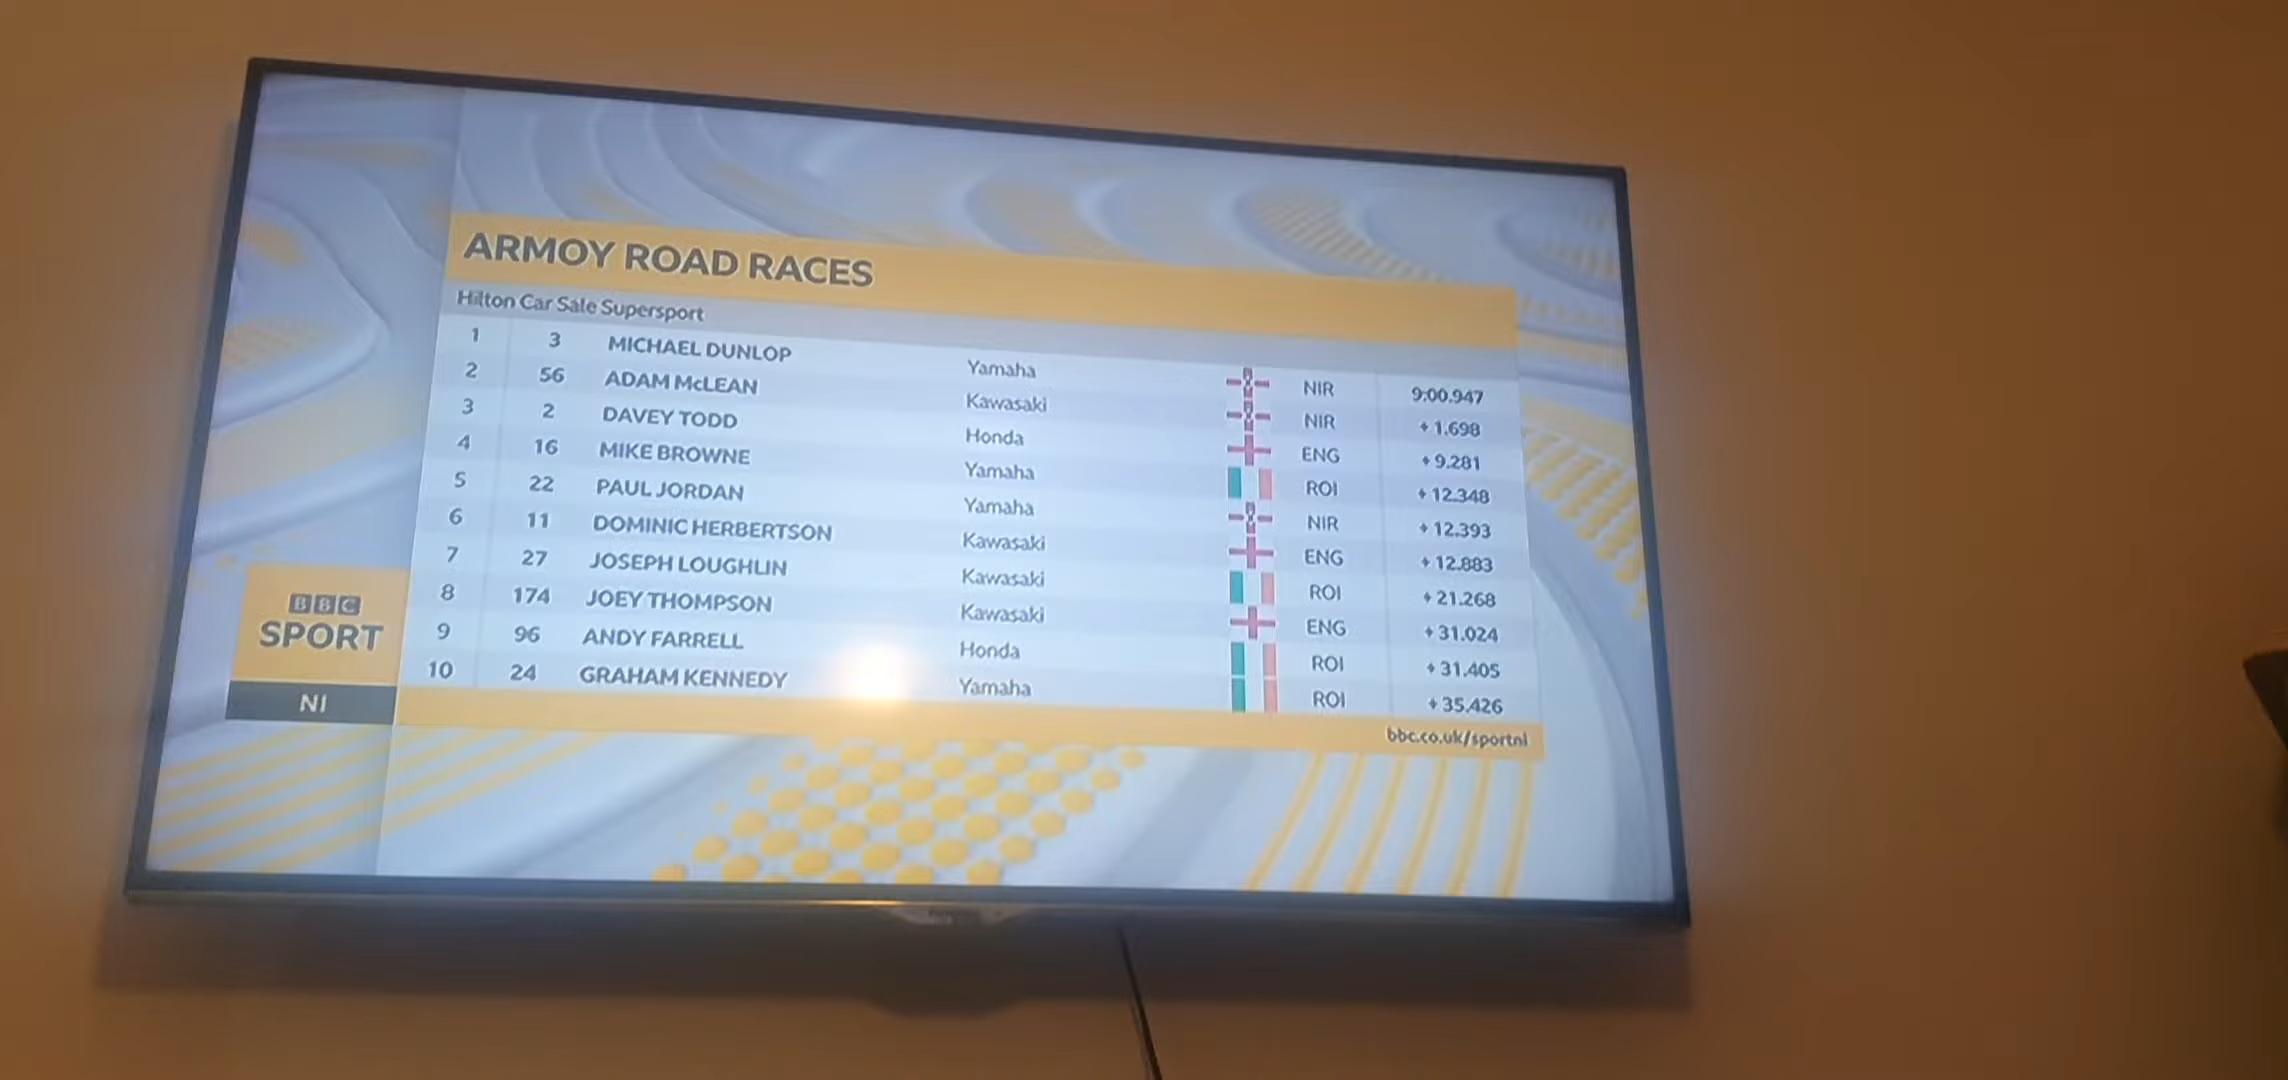 ARMOY ROAD RACES
Hilton Car Sale Supersport
1 3 MICHAEL DUNLOP Yamaha NIR 9:00.947
2 56 ADAM McLEAN Kawasaki NIR + 1.698
3 2 DAVEY TODD Honda ENG + 9.281
4 16 MIKE BROWNE Yamaha ROI + 12.348
5 22 PAUL JORDAN Yamaha NIR + 12.393
6 11 DOMINIC HERBERTSON Kawasaki ENG + 12.883
7 27 JOSEPH LOUGHLIN Kawasaki ROI + 21.268
8 174 JOEY THOMPSON Kawasaki ENG + 31.024
9 96 ANDY FARRELL Honda ROI + 31.405
10 24 GRAHAM KENNEDY Yamaha ROI + 35.426
bbc.co.uk/sportni
BBC
SPORT
NI